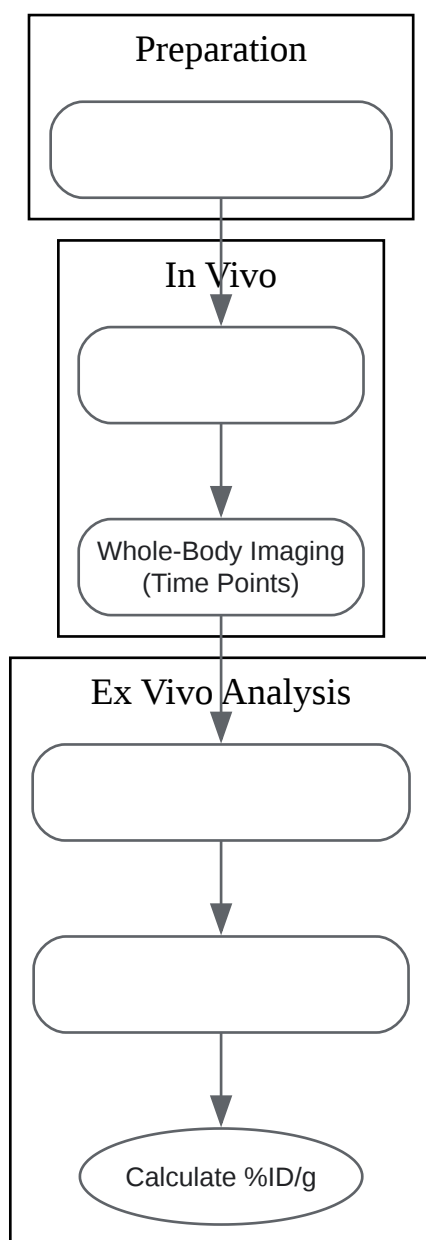 Preparation
In Vivo
Whole-Body Imaging
(Time Points)
Ex Vivo Analysis
Calculate %ID/g